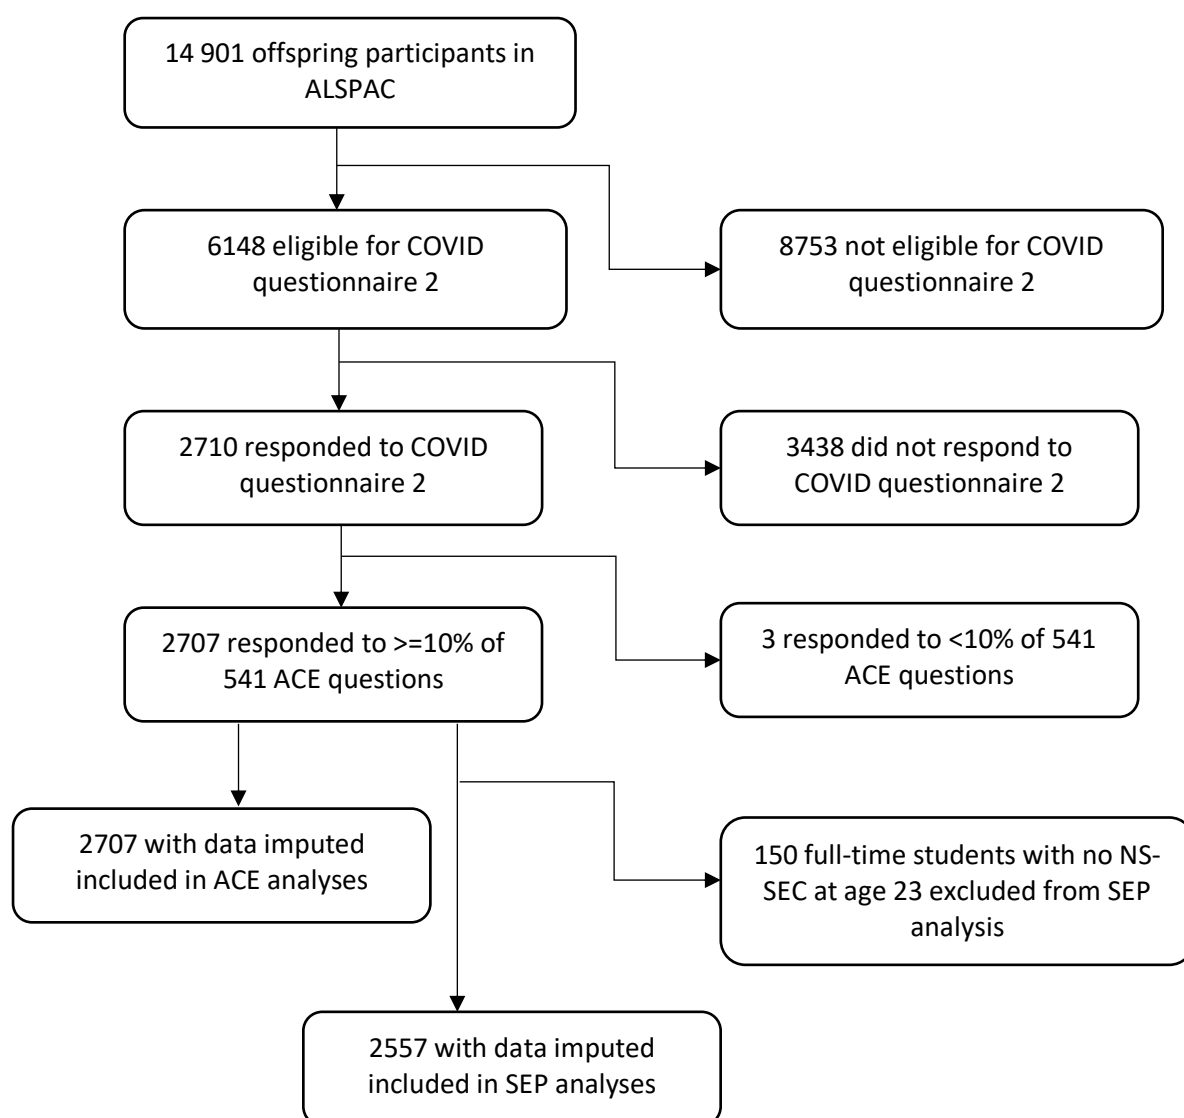 14 901 offspring participants in
ALSPAC
6148 eligible for COVID
questionnaire 2
8753 not eligible for COVID
questionnaire 2
2710 responded to COVID
questionnaire 2
3438 did not respond to
COVID questionnaire 2
2707 responded to >=10% of
541 ACE questions
3 responded to <10% of 541
ACE questions
2707 with data imputed
included in ACE analyses
150 full-time students with no NS-
SEC at age 23 excluded from SEP
analysis
2557 with data imputed
included in SEP analyses